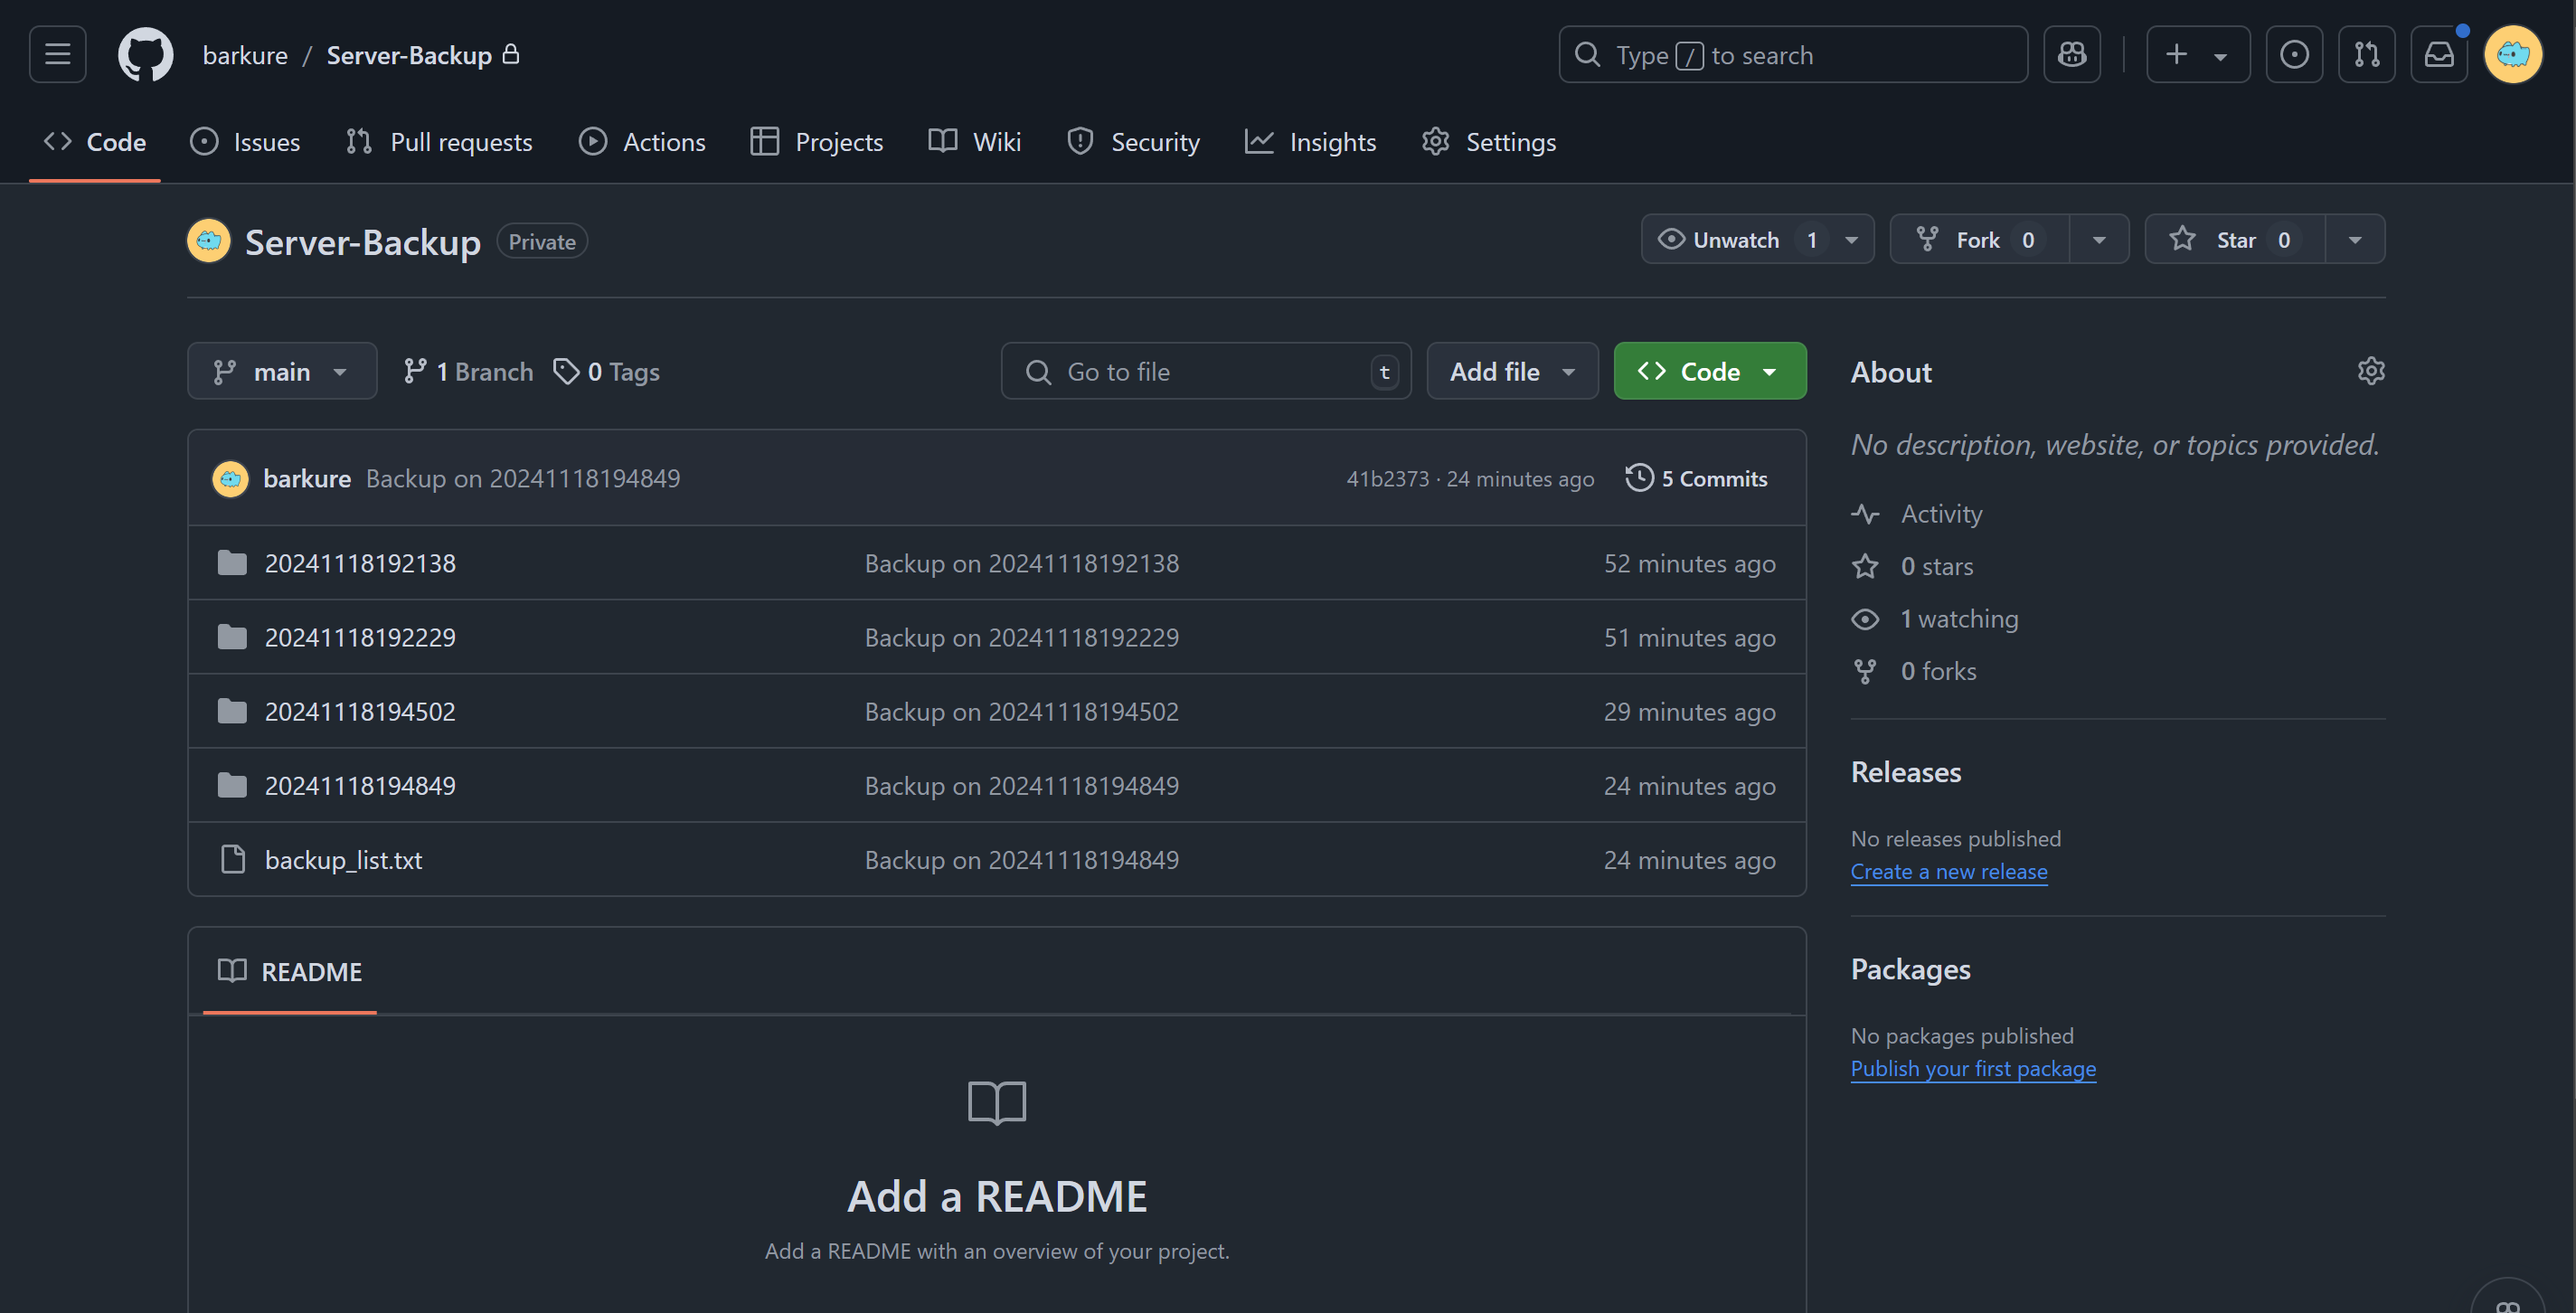 barkure / Server-Backup
Type / to search
Code
Issues
Pull requests
Actions
Projects
Wiki
Security
Insights
Settings
Server-Backup Private
Unwatch 1
Fork 0
Star 0
main
1 Branch
0 Tags
Go to file t
Add file
Code
barkure Backup on 20241118194849 41b2373 · 24 minutes ago 5 Commits
20241118192138 Backup on 20241118192138 52 minutes ago
20241118192229 Backup on 20241118192229 51 minutes ago
20241118194502 Backup on 20241118194502 29 minutes ago
20241118194849 Backup on 20241118194849 24 minutes ago
backup_list.txt Backup on 20241118194849 24 minutes ago
README
Add a README
Add a README with an overview of your project.
About
No description, website, or topics provided.
Activity
0 stars
1 watching
0 forks
Releases
No releases published
Create a new release
Packages
No packages published
Publish your first package